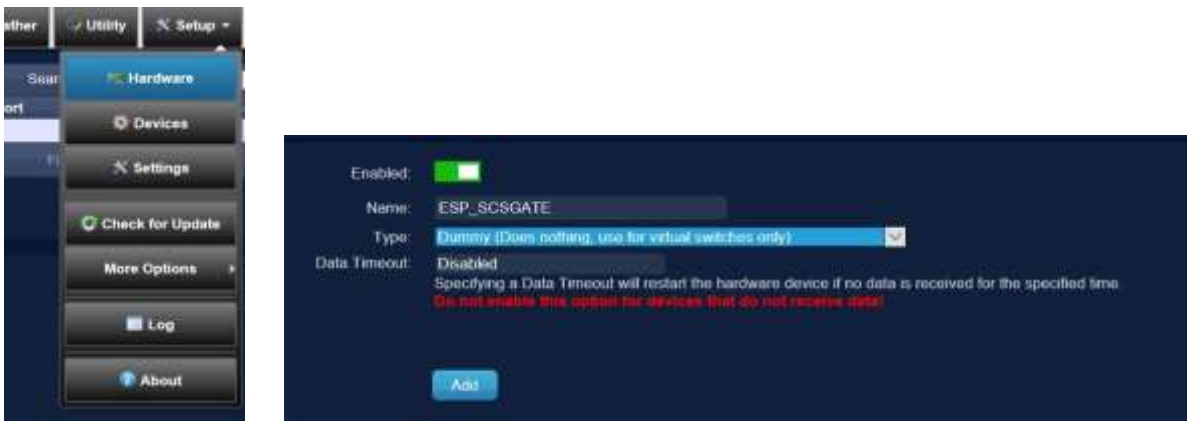 ather Utility Setup
Sear
Hardware
ort
Devices
Settings
Check for Update
More Options
Log
About
Enabled:
Name: ESP_SCSGATE
Type: Dummy (Does nothing, use for virtual switches only)
Data Timeout: Disabled
Specifying a Data Timeout will restart the hardware device if no data is received for the specified time.
Do not enable this option for devices that do not receive data!
Add